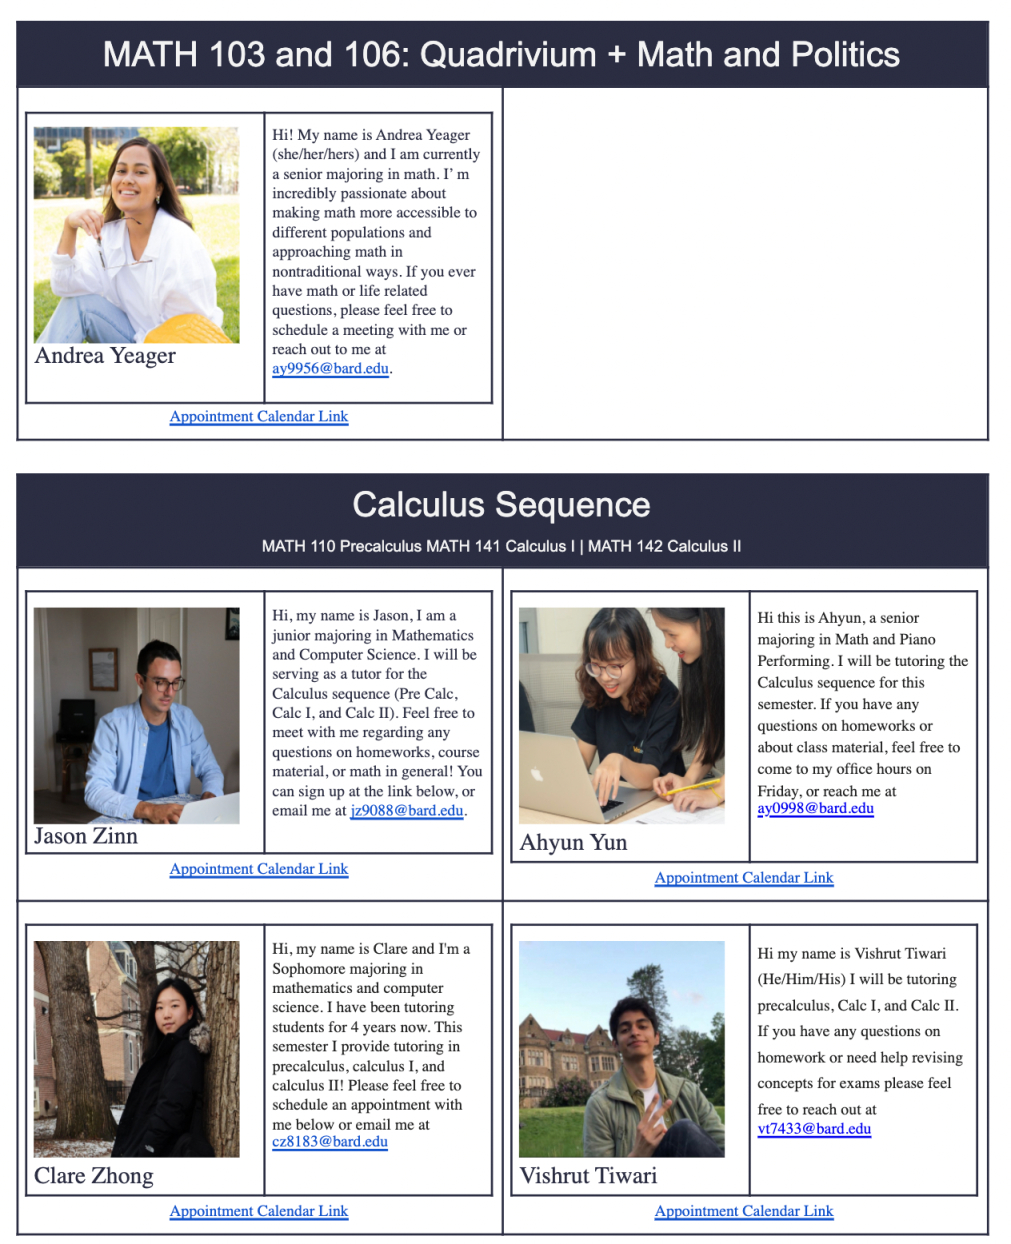 MATH 103 and 106: Quadrivium + Math and Politics
Andrea Yeager
Hi! My name is Andrea Yeager
(she/her/hers) and I am currently
a senior majoring in math. I’ m
incredibly passionate about
making math more accessible to
different populations and
approaching math in
nontraditional ways. If you ever
have math or life related
questions, please feel free to
schedule a meeting with me or
reach out to me at
ay9956@bard.edu.
Appointment Calendar Link
Calculus Sequence
MATH 110 Precalculus MATH 141 Calculus I | MATH 142 Calculus II
Jason Zinn
Hi, my name is Jason, I am a
junior majoring in Mathematics
and Computer Science. I will be
serving as a tutor for the
Calculus sequence (Pre Calc,
Calc I, and Calc II). Feel free to
meet with me regarding any
questions on homeworks, course
material, or math in general! You
can sign up at the link below, or
email me at jz9088@bard.edu.
Appointment Calendar Link
Ahyun Yun
Hi this is Ahyun, a senior
majoring in Math and Piano
Performing. I will be tutoring the
Calculus sequence for this
semester. If you have any
questions on homeworks or
about class material, feel free to
come to my office hours on
Friday, or reach me at
ay0998@bard.edu
Appointment Calendar Link
Clare Zhong
Hi, my name is Clare and I'm a
Sophomore majoring in
mathematics and computer
science. I have been tutoring
students for 4 years now. This
semester I provide tutoring in
precalculus, calculus I, and
calculus II! Please feel free to
schedule an appointment with
me below or email me at
cz8183@bard.edu
Appointment Calendar Link
Vishrut Tiwari
Hi my name is Vishrut Tiwari
(He/Him/His) I will be tutoring
precalculus, Calc I, and Calc II.
If you have any questions on
homework or need help revising
concepts for exams please feel
free to reach out at
vt7433@bard.edu
Appointment Calendar Link